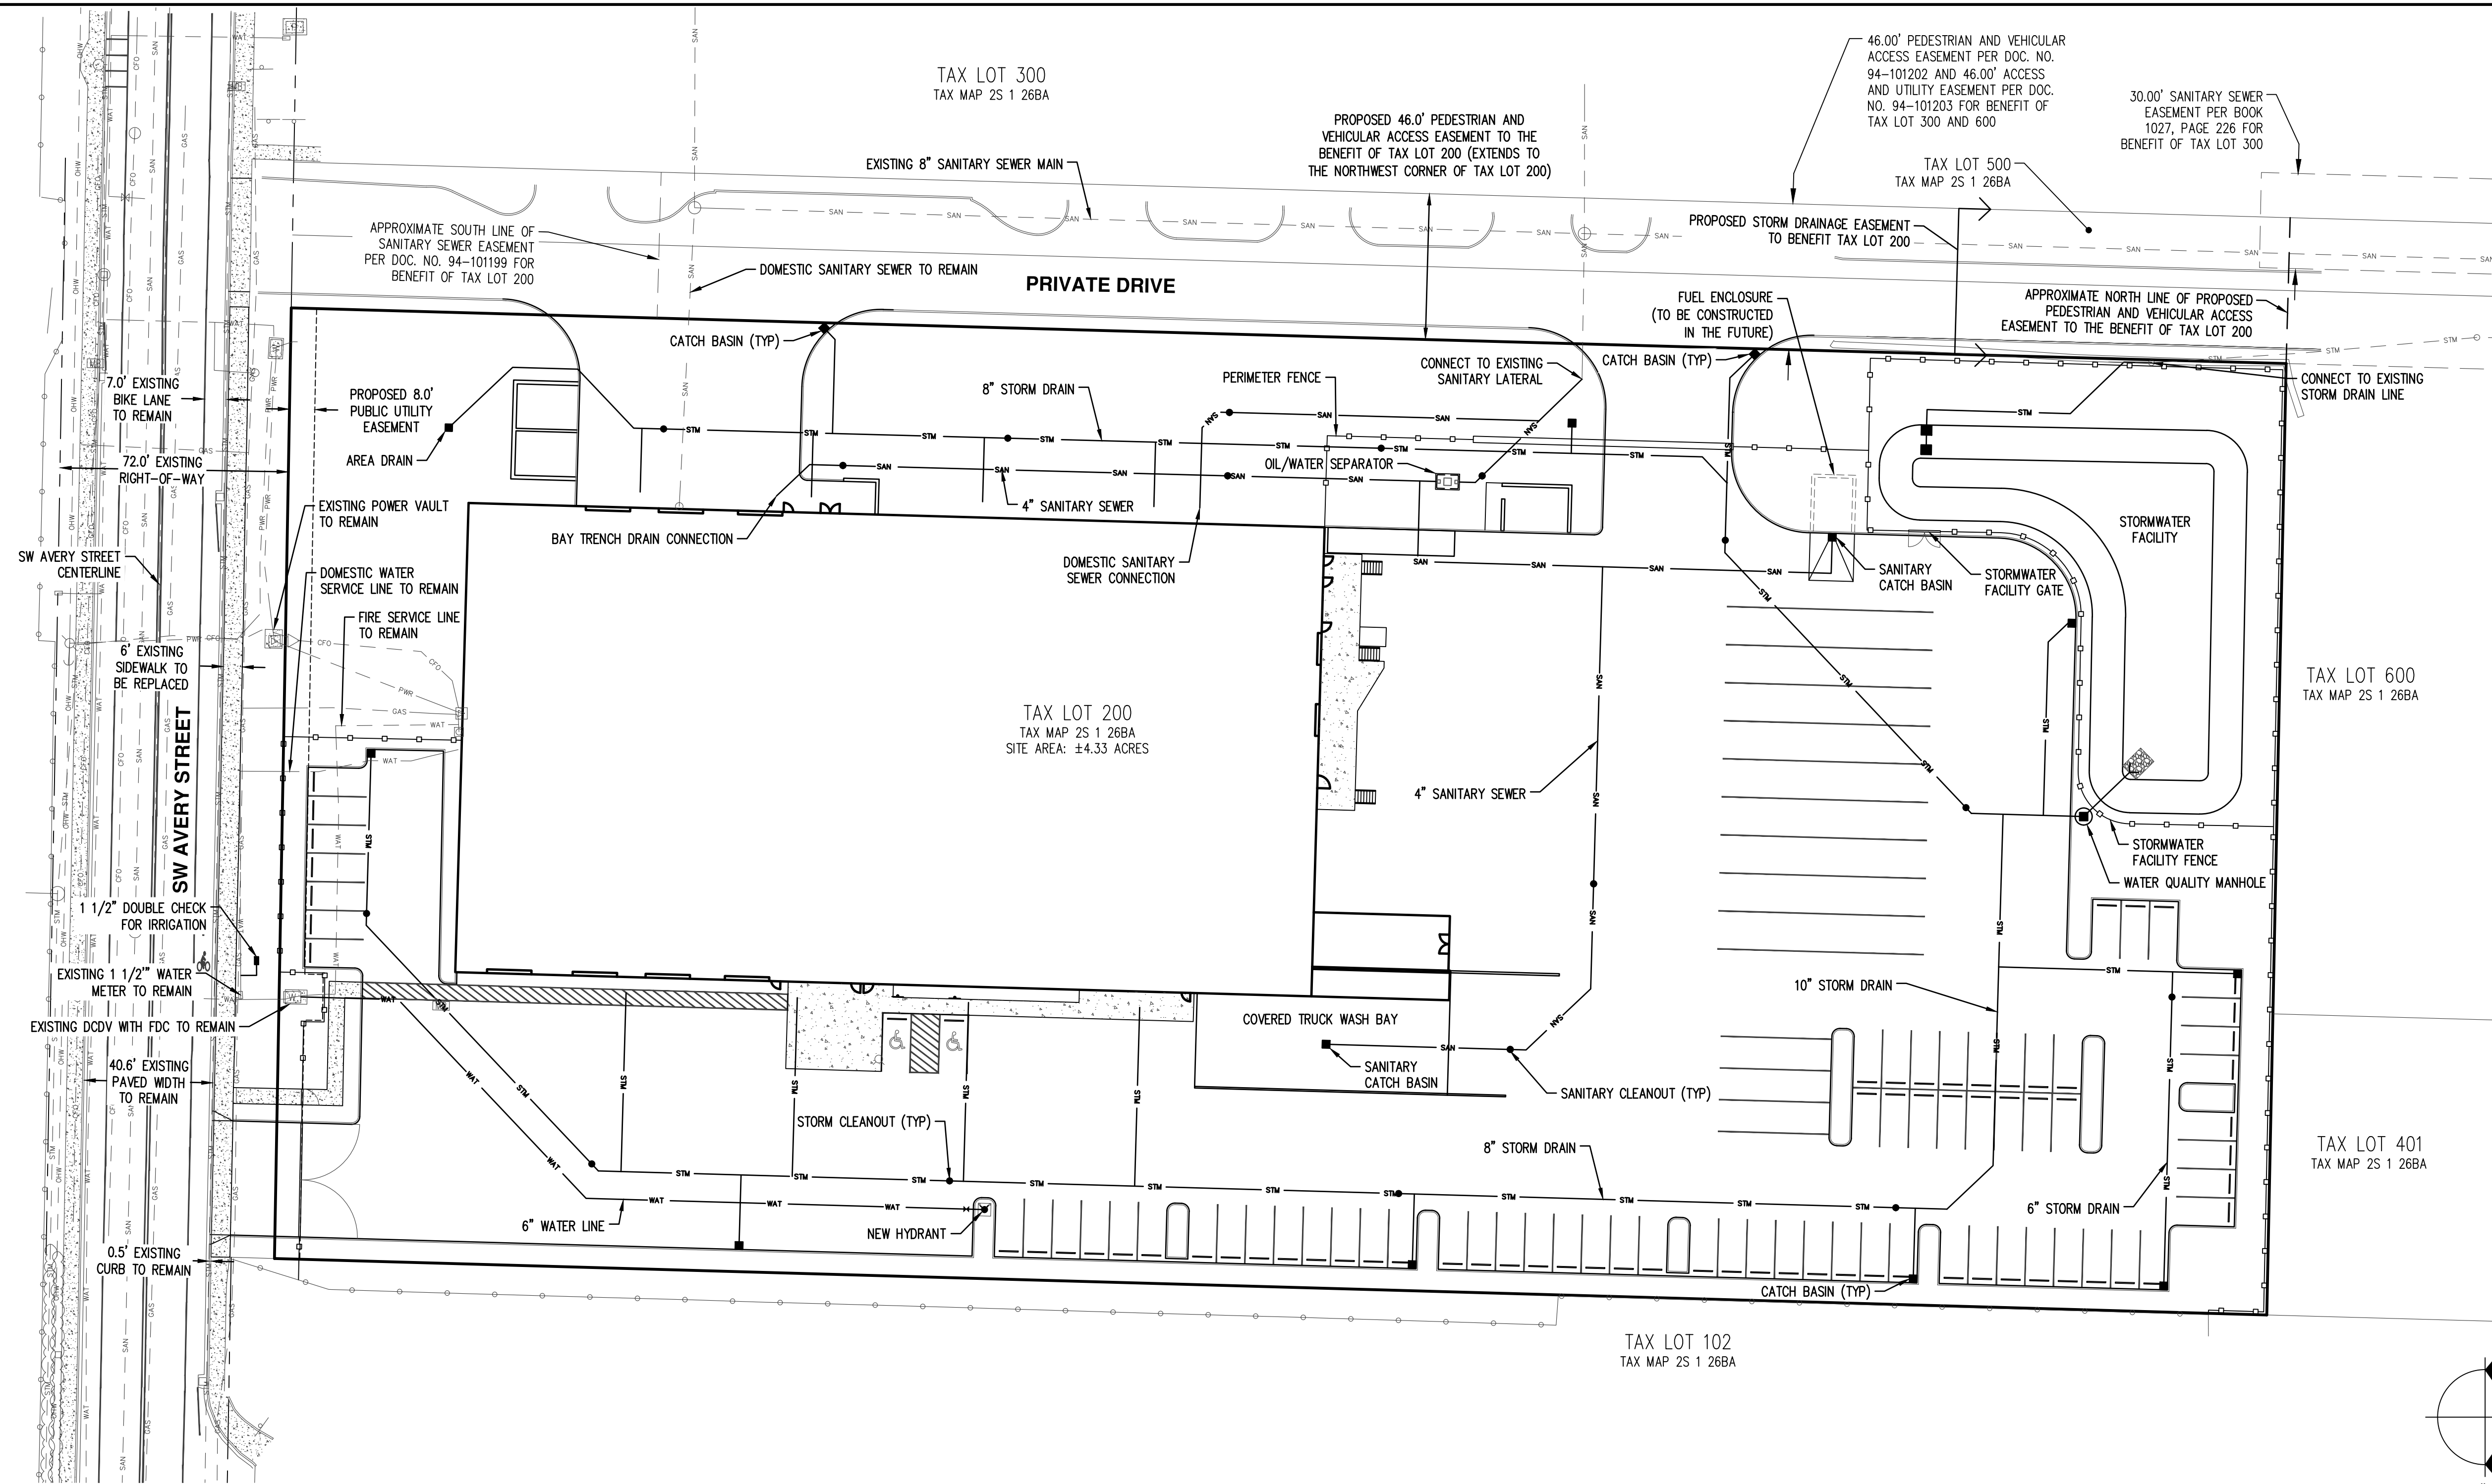 TAX LOT 300
TAX MAP 2S 1 26BA
46.00' PEDESTRIAN AND VEHICULAR
ACCESS EASEMENT PER DOC. NO.
94-101202 AND 46.00' ACCESS
AND UTILITY EASEMENT PER DOC.
NO. 94-101203 FOR BENEFIT OF
TAX LOT 300 AND 600
30.00' SANITARY SEWER
EASEMENT PER BOOK
1027, PAGE 226 FOR
BENEFIT OF TAX LOT 300
PROPOSED 46.0' PEDESTRIAN AND
VEHICULAR ACCESS EASEMENT TO THE
BENEFIT OF TAX LOT 200 (EXTENDS TO
THE NORTHWEST CORNER OF TAX LOT 200)
EXISTING 8" SANITARY SEWER MAIN
TAX LOT 500
TAX MAP 2S 1 26BA
APPROXIMATE SOUTH LINE OF
SANITARY SEWER EASEMENT
PER DOC. NO. 94-101199 FOR
BENEFIT OF TAX LOT 200
PROPOSED STORM DRAINAGE EASEMENT
TO BENEFIT TAX LOT 200
DOMESTIC SANITARY SEWER TO REMAIN
PRIVATE DRIVE
FUEL ENCLOSURE
(TO BE CONSTRUCTED
IN THE FUTURE)
APPROXIMATE NORTH LINE OF PROPOSED
PEDESTRIAN AND VEHICULAR ACCESS
EASEMENT TO THE BENEFIT OF TAX LOT 200
CATCH BASIN (TYP)
CATCH BASIN (TYP)
CONNECT TO EXISTING
SANITARY LATERAL
PERIMETER FENCE
8" STORM DRAIN
CONNECT TO EXISTING
STORM DRAIN LINE
7.0' EXISTING
BIKE LANE
TO REMAIN
PROPOSED 8.0'
PUBLIC UTILITY
EASEMENT
AREA DRAIN
72.0' EXISTING
RIGHT-OF-WAY
OIL/WATER SEPARATOR
EXISTING POWER VAULT
TO REMAIN
4" SANITARY SEWER
BAY TRENCH DRAIN CONNECTION
STORMWATER
FACILITY
SW AVERY STREET
CENTERLINE
DOMESTIC WATER
SERVICE LINE TO REMAIN
DOMESTIC SANITARY
SEWER CONNECTION
SANITARY
CATCH BASIN
STORMWATER
FACILITY GATE
FIRE SERVICE LINE
TO REMAIN
6' EXISTING
SIDEWALK TO
BE REPLACED
TAX LOT 600
TAX MAP 2S 1 26BA
TAX LOT 200
TAX MAP 2S 1 26BA
SITE AREA: ±4.33 ACRES
SW AVERY STREET
4" SANITARY SEWER
STORMWATER
FACILITY FENCE
WATER QUALITY MANHOLE
1 1/2" DOUBLE CHECK
FOR IRRIGATION
EXISTING 1 1/2'" WATER
METER TO REMAIN
EXISTING DCDV WITH FDC TO REMAIN
10" STORM DRAIN
COVERED TRUCK WASH BAY
40.6' EXISTING
PAVED WIDTH
TO REMAIN
SANITARY
CATCH BASIN
SANITARY CLEANOUT (TYP)
STORM CLEANOUT (TYP)
8" STORM DRAIN
TAX LOT 401
TAX MAP 2S 1 26BA
6" WATER LINE
NEW HYDRANT
6" STORM DRAIN
0.5' EXISTING
CURB TO REMAIN
CATCH BASIN (TYP)
TAX LOT 102
TAX MAP 2S 1 26BA